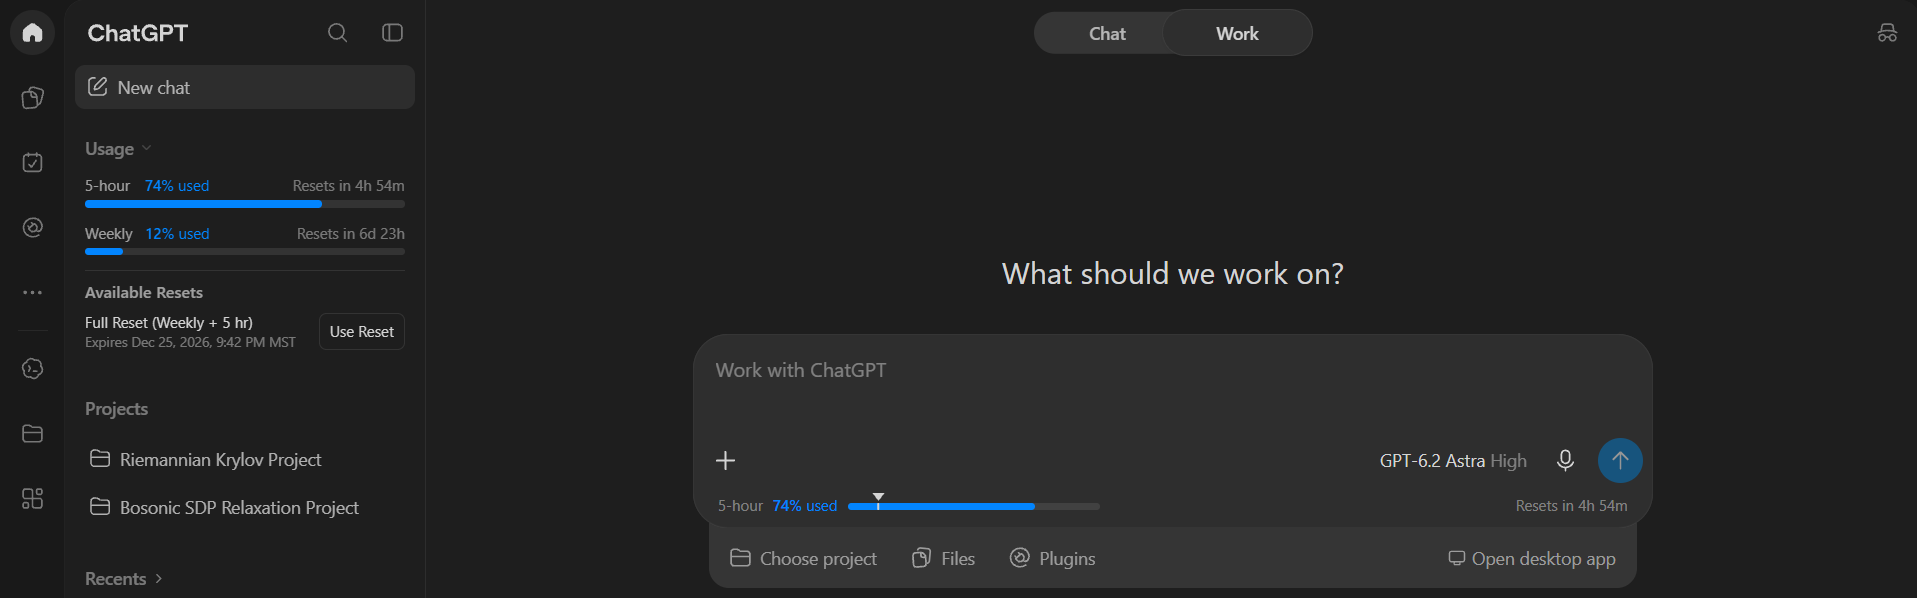 ChatGPT
New chat
Usage
5-hour 74% used Resets in 4h 54m
Weekly 12% used Resets in 6d 23h
Available Resets
Full Reset (Weekly + 5 hr)
Expires Dec 25, 2026, 9:42 PM MST
Use Reset
Projects
Riemannian Krylov Project
Bosonic SDP Relaxation Project
Recents
Chat Work
What should we work on?
Work with ChatGPT
GPT-6.2 Astra High
5-hour 74% used Resets in 4h 54m
Choose project Files Plugins Open desktop app